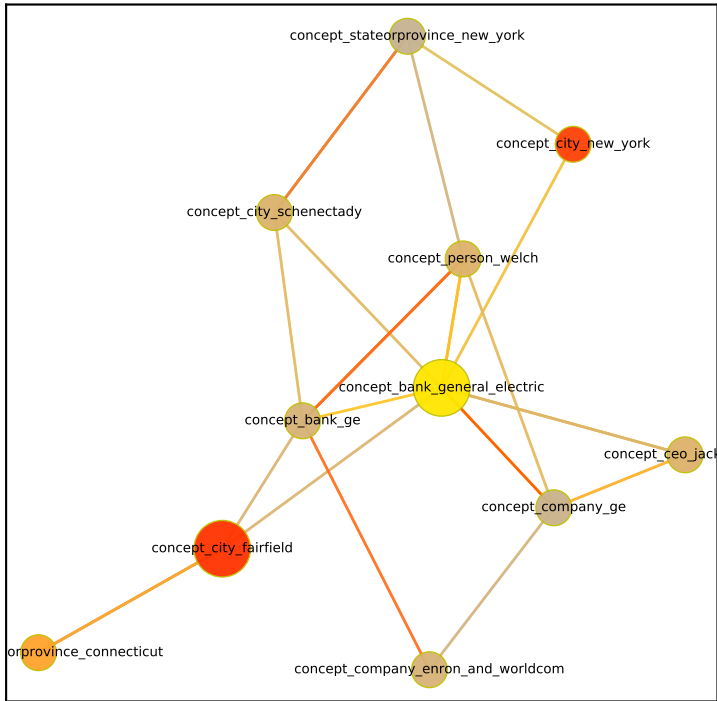 concept_stateorprovince_new_york
concept_city_new_york
concept_city_schenectady
concept_person_welch
concept_bank_general_electric
concept_bank_ge
concept_ceo_jack
concept_company_ge
concept_city_fairfield
orprovince_connecticut
concept_company_enron_and_worldcom